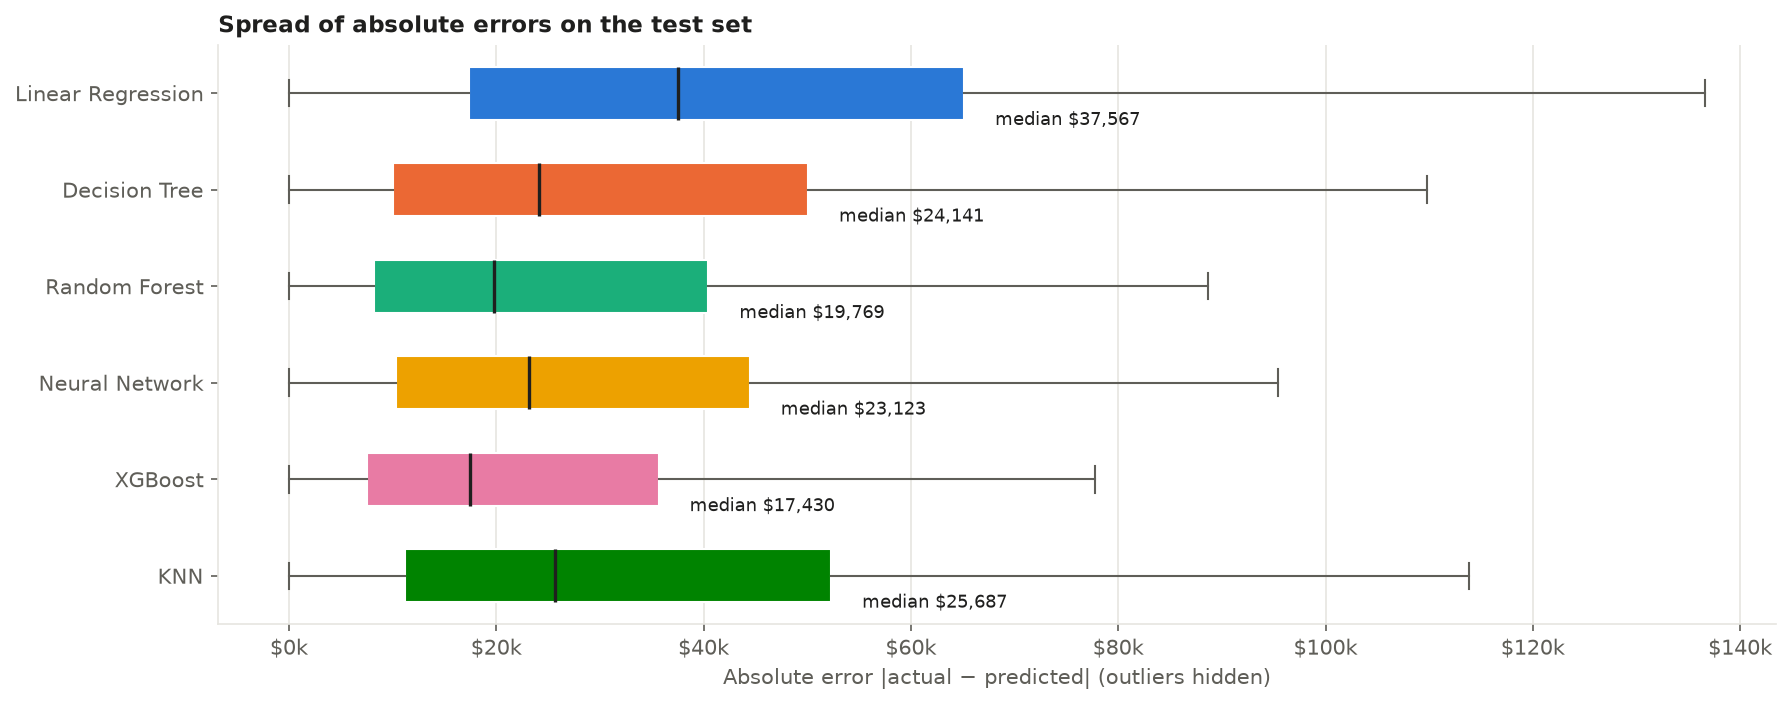 Spread of absolute errors on the test set
Linear Regression
median $37,567
Decision Tree
median $24,141
Random Forest
median $19,769
Neural Network
median $23,123
XGBoost
median $17,430
KNN
median $25,687
$0k $20k $40k $60k $80k $100k $120k $140k
Absolute error |actual − predicted| (outliers hidden)